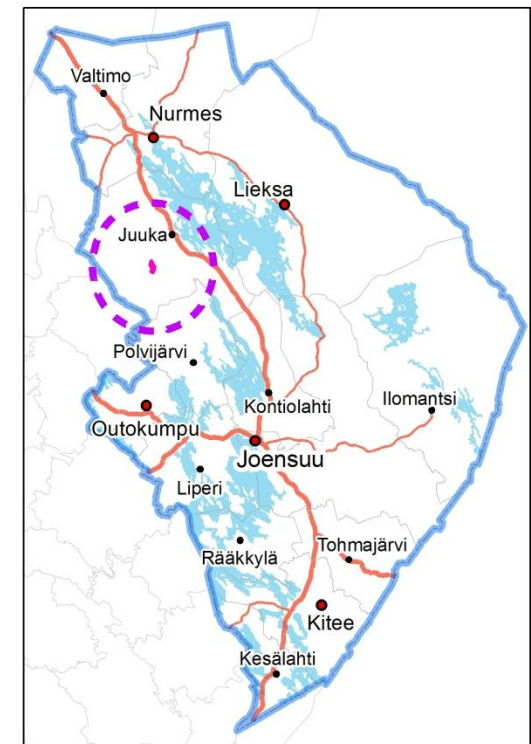 Valtimo
Nurmes
Lieksa
Juuka
Polvijärvi
Kontiolahti
Ilomantsi
Outokumpu
Joensuu
Liperi
Rääkkylä
Tohmajärvi
Kitee
Kesälahti